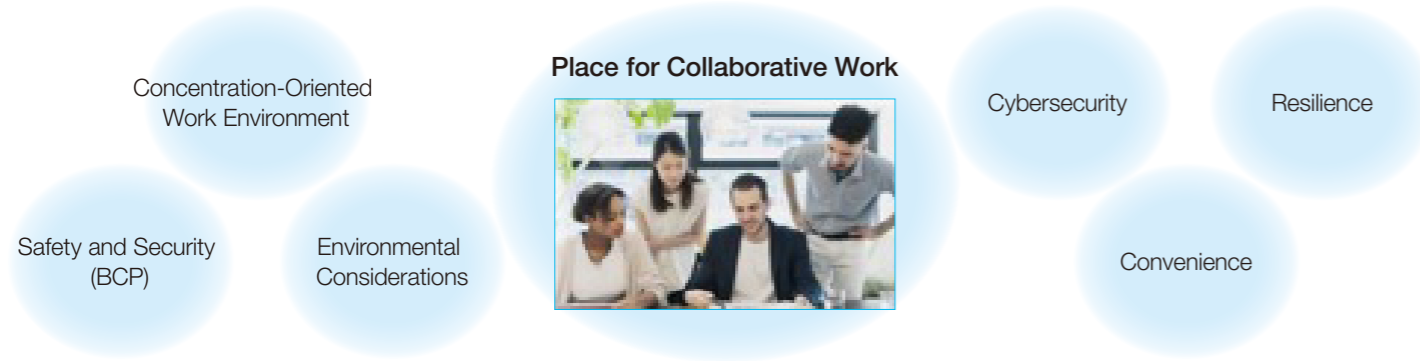 Concentration-Oriented
Work Environment
Safety and Security
(BCP)
Environmental
Considerations
Place for Collaborative Work
Cybersecurity
Resilience
Convenience